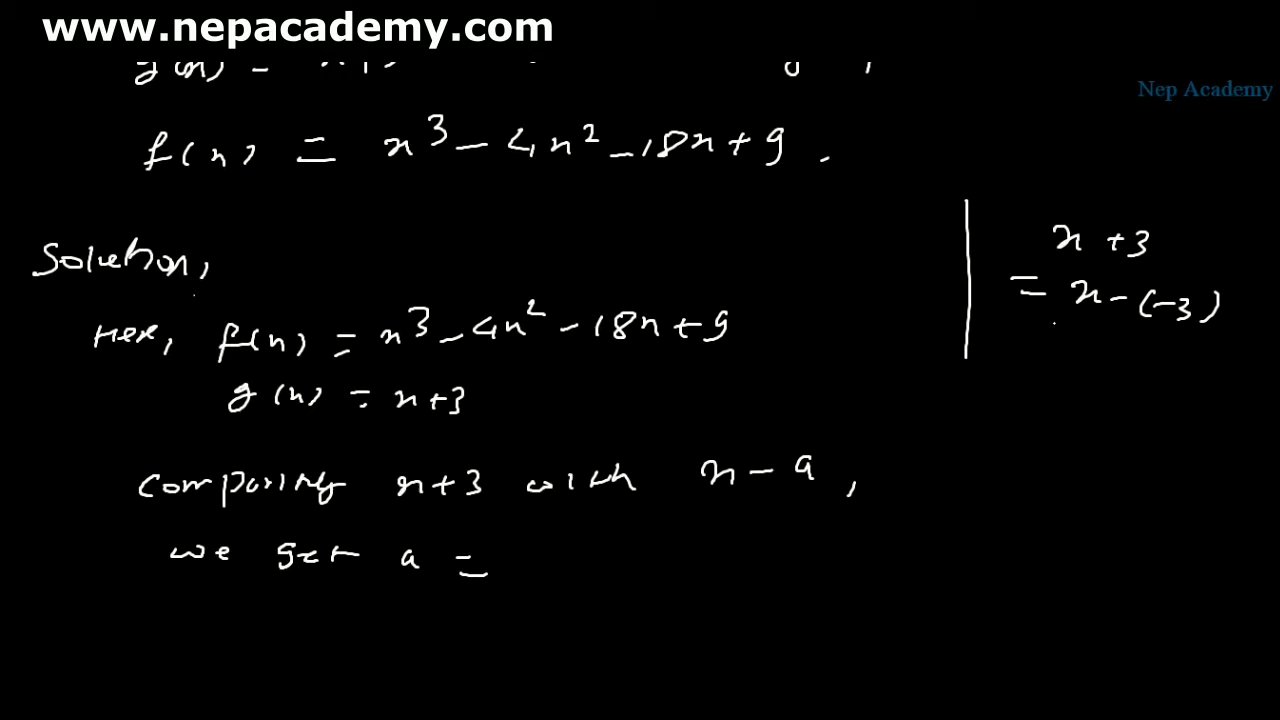 www.nepacademy.com
Nep Academy
f(x) = x³ - 4x² - 18x + 9 .
Solution,
Here, f(x) = x³ - 4x² - 18x + 9
g(x) = x+3
comparing x+3 with x - a ,
we get a =
x +3
= x - (-3)